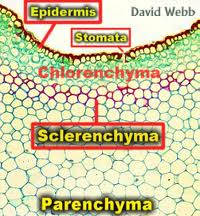 David Webb
Epidermis
Stomata
Chlorenchyma
Sclerenchyma
Parenchyma